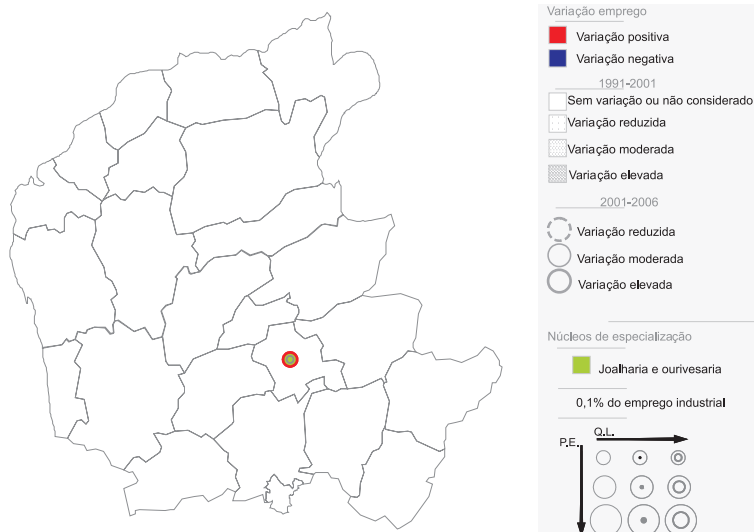 Variação emprego
Variação positiva
Variação negativa
1991-2001
Sem variação ou não considerado
Variação reduzida
Variação moderada
Variação elevada
2001-2006
Variação reduzida
Variação moderada
Variação elevada
Núcleos de especialização
Joalharia e ourivesaria
0,1% do emprego industrial
Q.L.
P.E.